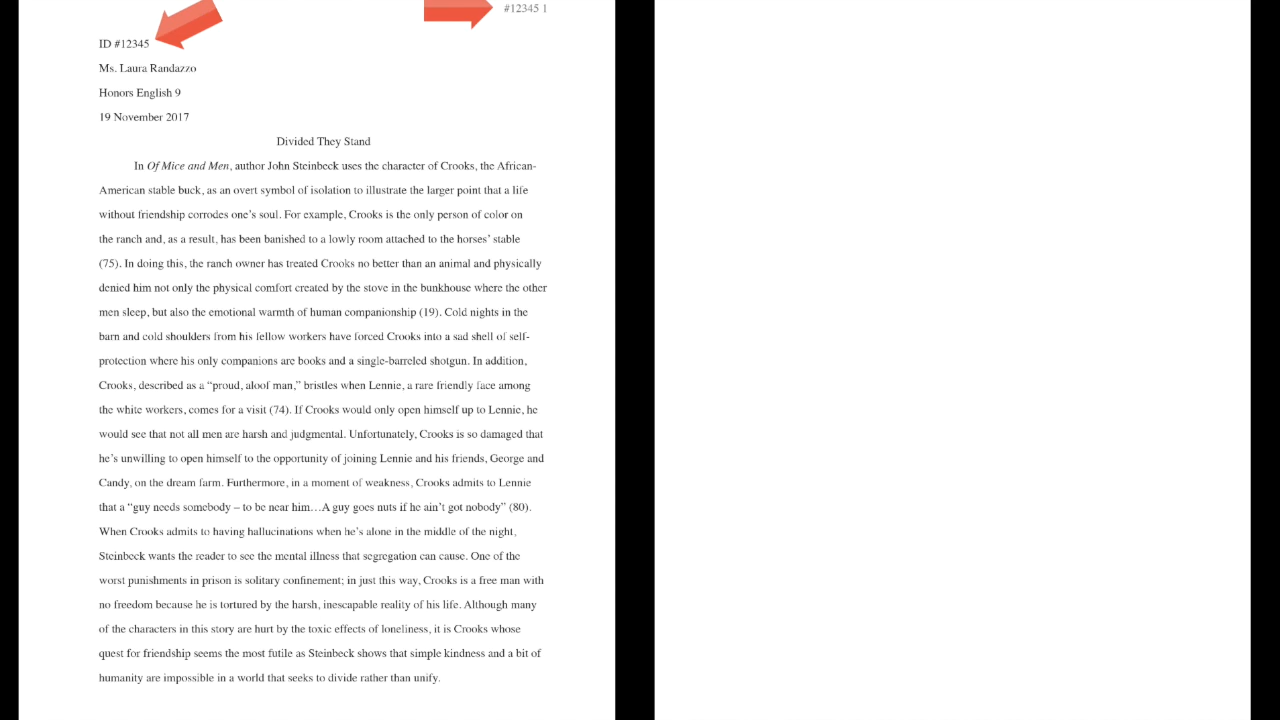 #12345 1
ID #12345
Ms. Laura Randazzo
Honors English 9
19 November 2017
Divided They Stand
In Of Mice and Men, author John Steinbeck uses the character of Crooks, the African-
American stable buck, as an overt symbol of isolation to illustrate the larger point that a life
without friendship corrodes one’s soul. For example, Crooks is the only person of color on
the ranch and, as a result, has been banished to a lowly room attached to the horses’ stable
(75). In doing this, the ranch owner has treated Crooks no better than an animal and physically
denied him not only the physical comfort created by the stove in the bunkhouse where the other
men sleep, but also the emotional warmth of human companionship (19). Cold nights in the
barn and cold shoulders from his fellow workers have forced Crooks into a sad shell of self-
protection where his only companions are books and a single-barreled shotgun. In addition,
Crooks, described as a “proud, aloof man,” bristles when Lennie, a rare friendly face among
the white workers, comes for a visit (74). If Crooks would only open himself up to Lennie, he
would see that not all men are harsh and judgmental. Unfortunately, Crooks is so damaged that
he’s unwilling to open himself to the opportunity of joining Lennie and his friends, George and
Candy, on the dream farm. Furthermore, in a moment of weakness, Crooks admits to Lennie
that a “guy needs somebody – to be near him…A guy goes nuts if he ain’t got nobody” (80).
When Crooks admits to having hallucinations when he’s alone in the middle of the night,
Steinbeck wants the reader to see the mental illness that segregation can cause. One of the
worst punishments in prison is solitary confinement; in just this way, Crooks is a free man with
no freedom because he is tortured by the harsh, inescapable reality of his life. Although many
of the characters in this story are hurt by the toxic effects of loneliness, it is Crooks whose
quest for friendship seems the most futile as Steinbeck shows that simple kindness and a bit of
humanity are impossible in a world that seeks to divide rather than unify.